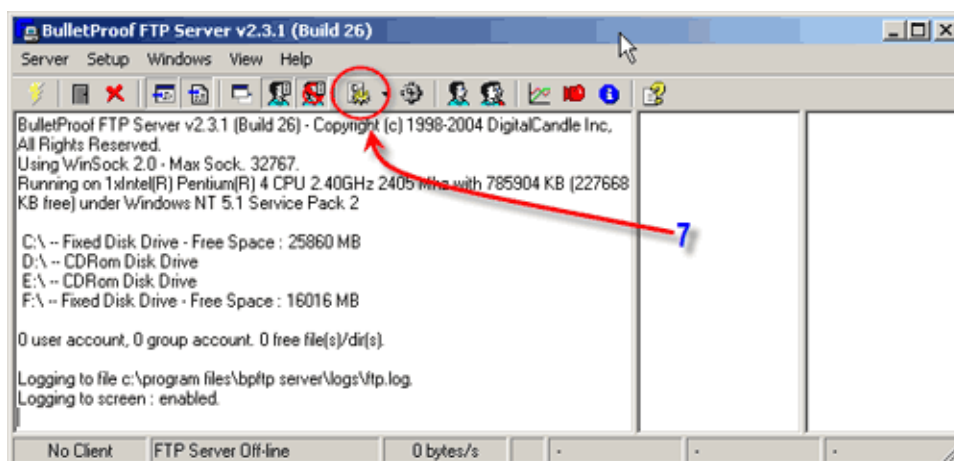 BulletProof FTP Server v2.3.1 (Build 26)
Server Setup Windows View Help
BulletProof FTP Server v2.3.1 (Build 26) - Copyright (c) 1998-2004 DigitalCandle Inc,
All Rights Reserved.
Using WinSock 2.0 - Max Sock. 32767.
Running on 1xIntel(R) Pentium(R) 4 CPU 2.40GHz 2405 Mhz with 785904 KB (227668
KB free) under Windows NT 5.1 Service Pack 2
C:\ -- Fixed Disk Drive - Free Space : 25860 MB
D:\ -- CDRom Disk Drive
E:\ -- CDRom Disk Drive
F:\ -- Fixed Disk Drive - Free Space : 16016 MB
7
0 user account, 0 group account. 0 free file(s)/dir(s).
Logging to file c:\program files\bpftp server\logs\ftp.log.
Logging to screen : enabled.
No Client FTP Server Off-line 0 bytes/s - - -